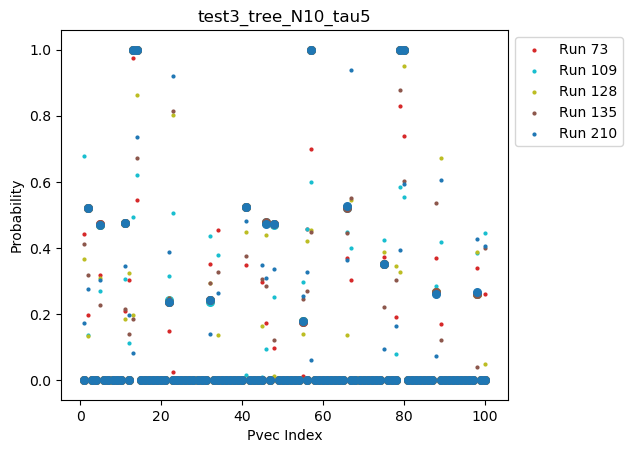 test3_tree_N10_tau5
1.0
0.8
0.6
0.4
0.2
0.0
Probability
0
20
40
60
80
100
Pvec Index
Run 73
Run 109
Run 128
Run 135
Run 210